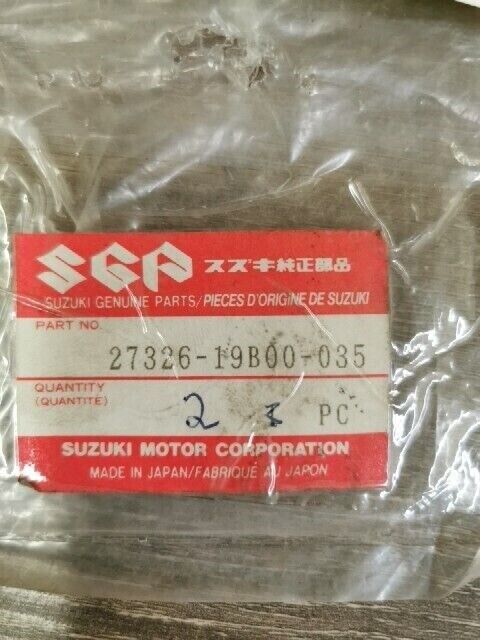 SGP スズキ純正部品
SUZUKI GENUINE PARTS/PIECES D'ORIGINE DE SUZUKI
PART NO.
27326-19B00-035
QUANTITY
(QUANTITE)
2 PC
SUZUKI MOTOR CORPORATION
MADE IN JAPAN/FABRIQUÉ AU JAPON